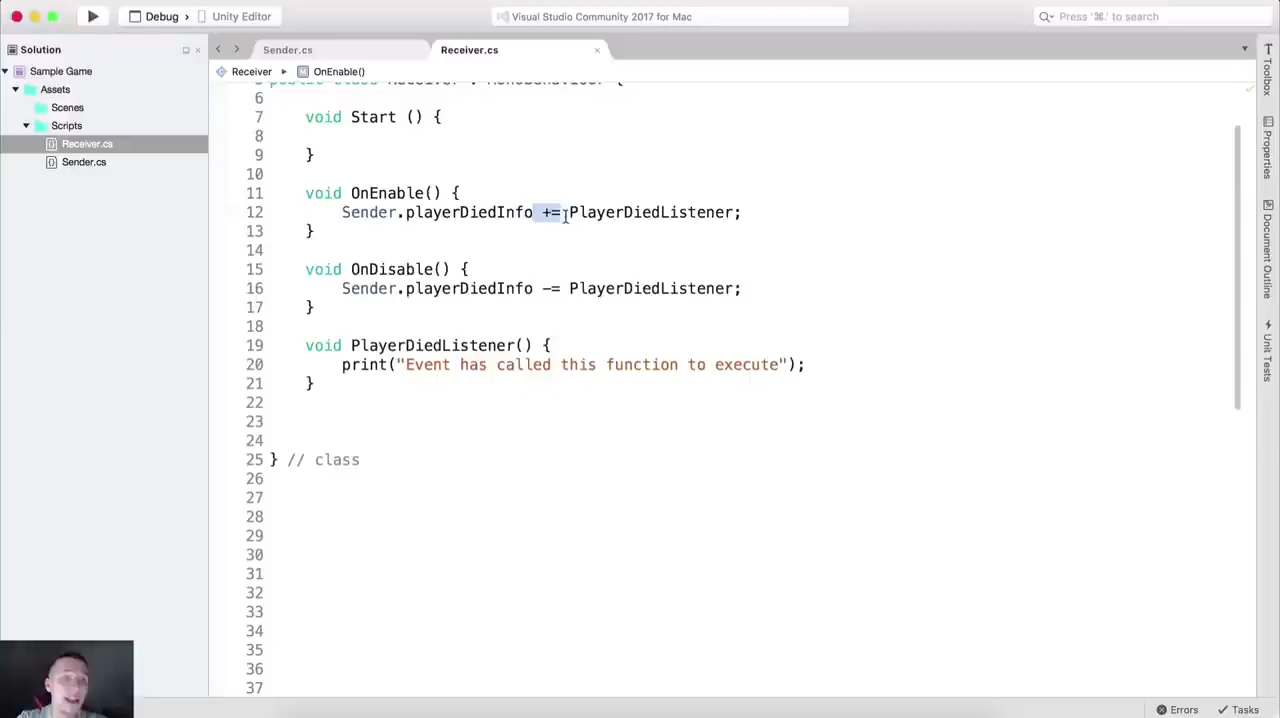 Debug › Unity Editor
Visual Studio Community 2017 for Mac
Press '⌘.' to search
Solution
Sender.cs
Receiver.cs
Sample Game
Assets
Scenes
Scripts
Receiver.cs
Sender.cs
Receiver ▸ OnEnable()
6
7 void Start () {
8
9 }
10
11 void OnEnable() {
12 Sender.playerDiedInfo += PlayerDiedListener;
13 }
14
15 void OnDisable() {
16 Sender.playerDiedInfo -= PlayerDiedListener;
17 }
18
19 void PlayerDiedListener() {
20 print("Event has called this function to execute");
21 }
22
23
24
25 } // class
26
27
28
29
30
31
32
33
34
35
36
37
Toolbox
Properties
Document Outline
Unit Tests
Errors
Tasks